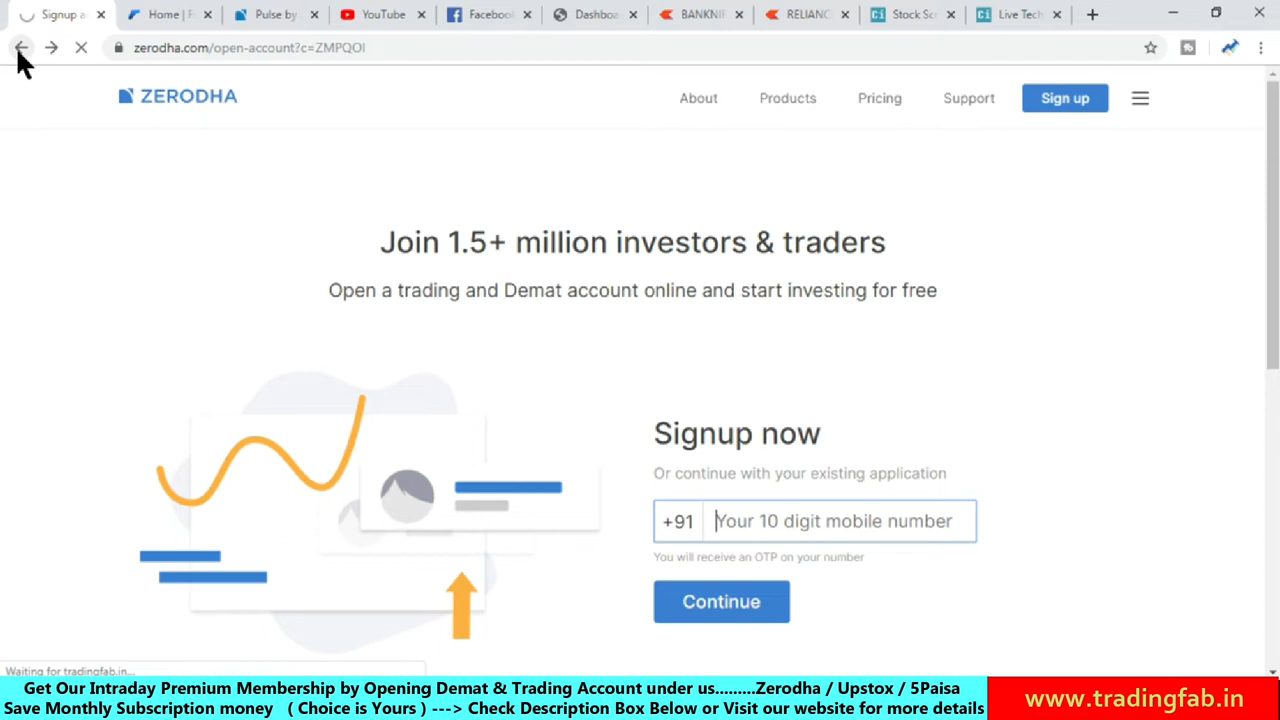 Signup a
Home | F
Pulse by
YouTube
Facebook
Dashboa
BANKNIF
RELIANC
Stock Sc
Live Tech
zerodha.com/open-account?c=ZMPQOI
ZERODHA
About
Products
Pricing
Support
Sign up
Join 1.5+ million investors & traders
Open a trading and Demat account online and start investing for free
Signup now
Or continue with your existing application
+91
Your 10 digit mobile number
You will receive an OTP on your number
Continue
Waiting for tradingfab.in...
Get Our Intraday Premium Membership by Opening Demat & Trading Account under us.........Zerodha / Upstox / 5Paisa
Save Monthly Subscription money ( Choice is Yours ) ---> Check Description Box Below or Visit our website for more details
www.tradingfab.in